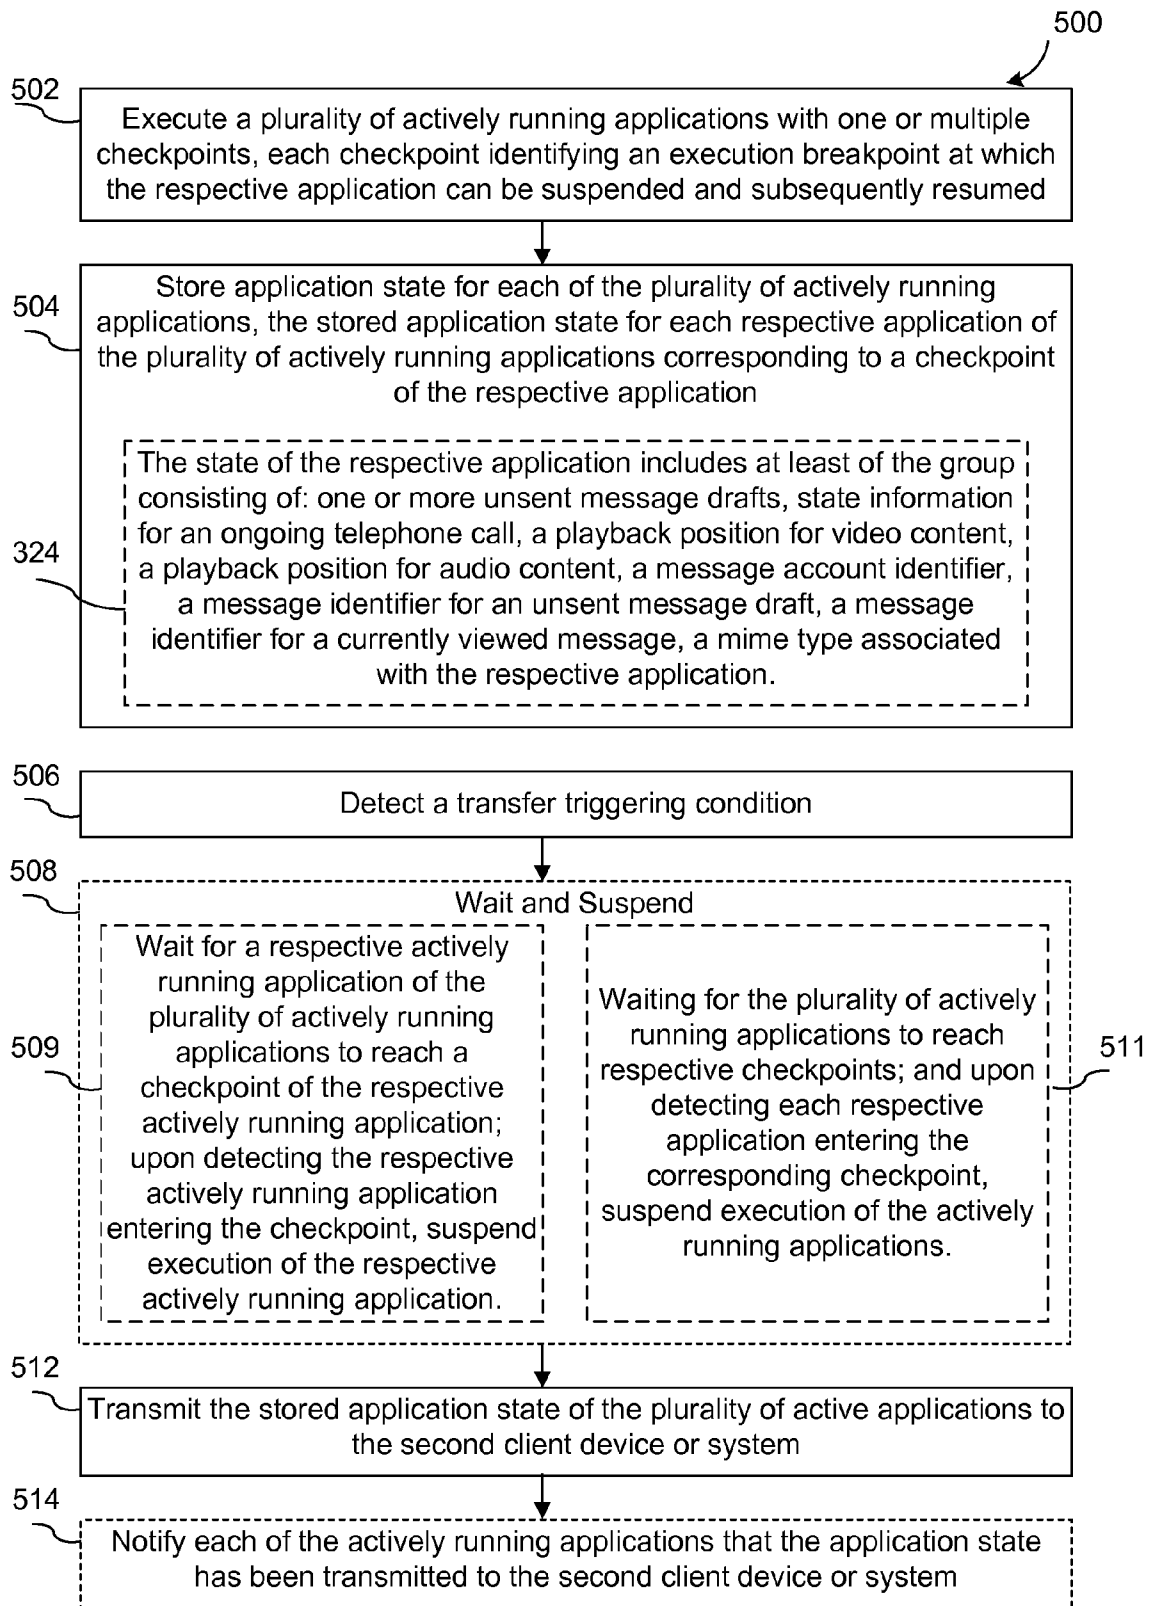 500
502
Execute a plurality of actively running applications with one or multiple
checkpoints, each checkpoint identifying an execution breakpoint at which
the respective application can be suspended and subsequently resumed
504
Store application state for each of the plurality of actively running
applications, the stored application state for each respective application of
the plurality of actively running applications corresponding to a checkpoint
of the respective application
324
The state of the respective application includes at least of the group
consisting of: one or more unsent message drafts, state information
for an ongoing telephone call, a playback position for video content,
a playback position for audio content, a message account identifier,
a message identifier for an unsent message draft, a message
identifier for a currently viewed message, a mime type associated
with the respective application.
506
Detect a transfer triggering condition
508
Wait and Suspend
509
Wait for a respective actively
running application of the
plurality of actively running
applications to reach a
checkpoint of the respective
actively running application;
upon detecting the respective
actively running application
entering the checkpoint, suspend
execution of the respective
actively running application.
Waiting for the plurality of actively
running applications to reach
respective checkpoints; and upon
detecting each respective
application entering the
corresponding checkpoint,
suspend execution of the actively
running applications.
511
512
Transmit the stored application state of the plurality of active applications to
the second client device or system
514
Notify each of the actively running applications that the application state
has been transmitted to the second client device or system